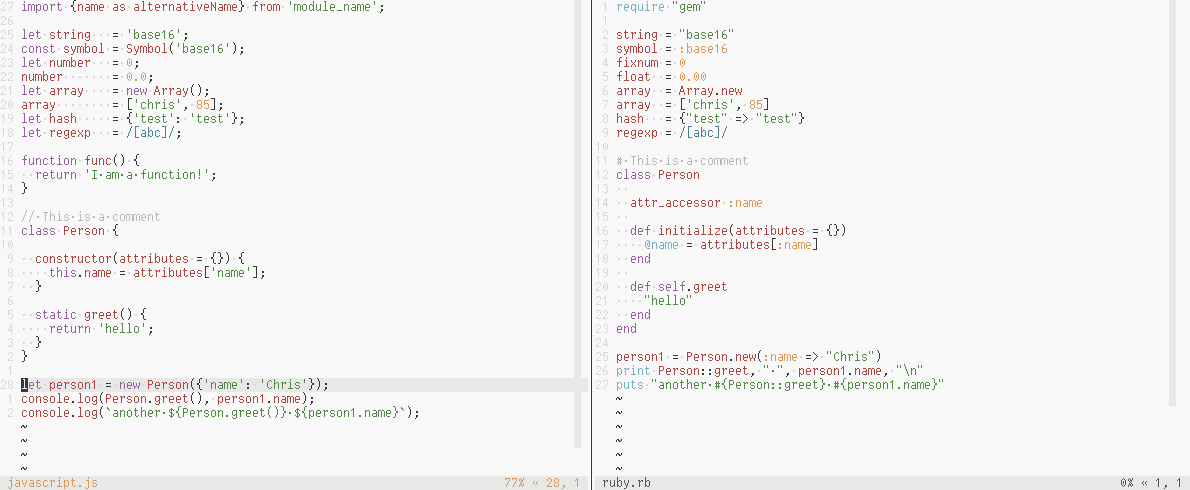 27 import {name as alternativeName} from 'module_name';
26
25 let·string···= 'base16';
24 const symbol·= Symbol('base16');
23 let·number···= 0;
22 number·······= 0.0;
21 let·array····= new Array();
20 array········= ['chris', 85];
19 let·hash·····= {'test': 'test'};
18 let·regexp···= /[abc]/;
17
16 function func()·{
15 ··return 'I·am·a·function!';
14 }
13
12 //·This·is·a·comment
11 class Person {
10
9 ··constructor(attributes = {}) {
8 ····this.name = attributes['name'];
7 ··}
6
5 ··static greet() {
4 ····return 'hello';
3 ··}
2 }
1
28 let person1 = new Person({'name': 'Chris'});
1 console.log(Person.greet(), person1.name);
2 console.log(`another·${Person.greet()}·${person1.name}`);
~
~
~
~
javascript.js 77% « 28, 1
1 require "gem"
1
2 string·= "base16"
3 symbol·= :base16
4 fixnum·= 0
5 float··= 0.00
6 array··= Array.new
7 array··= ['chris', 85]
8 hash···= {"test" => "test"}
9 regexp·= /[abc]/
10
11 #·This·is·a·comment
12 class Person
13 ··
14 ··attr_accessor :name
15 ··
16 ··def initialize(attributes = {})
17 ····@name = attributes[:name]
18 ··end
19 ··
20 ··def self.greet
21 ····"hello"
22 ··end
23 end
24
25 person1 = Person.new(:name => "Chris")
26 print Person::greet, "·", person1.name, "\n"
27 puts "another·#{Person::greet}·#{person1.name}"
~
~
~
~
~
~
ruby.rb 0% « 1, 1